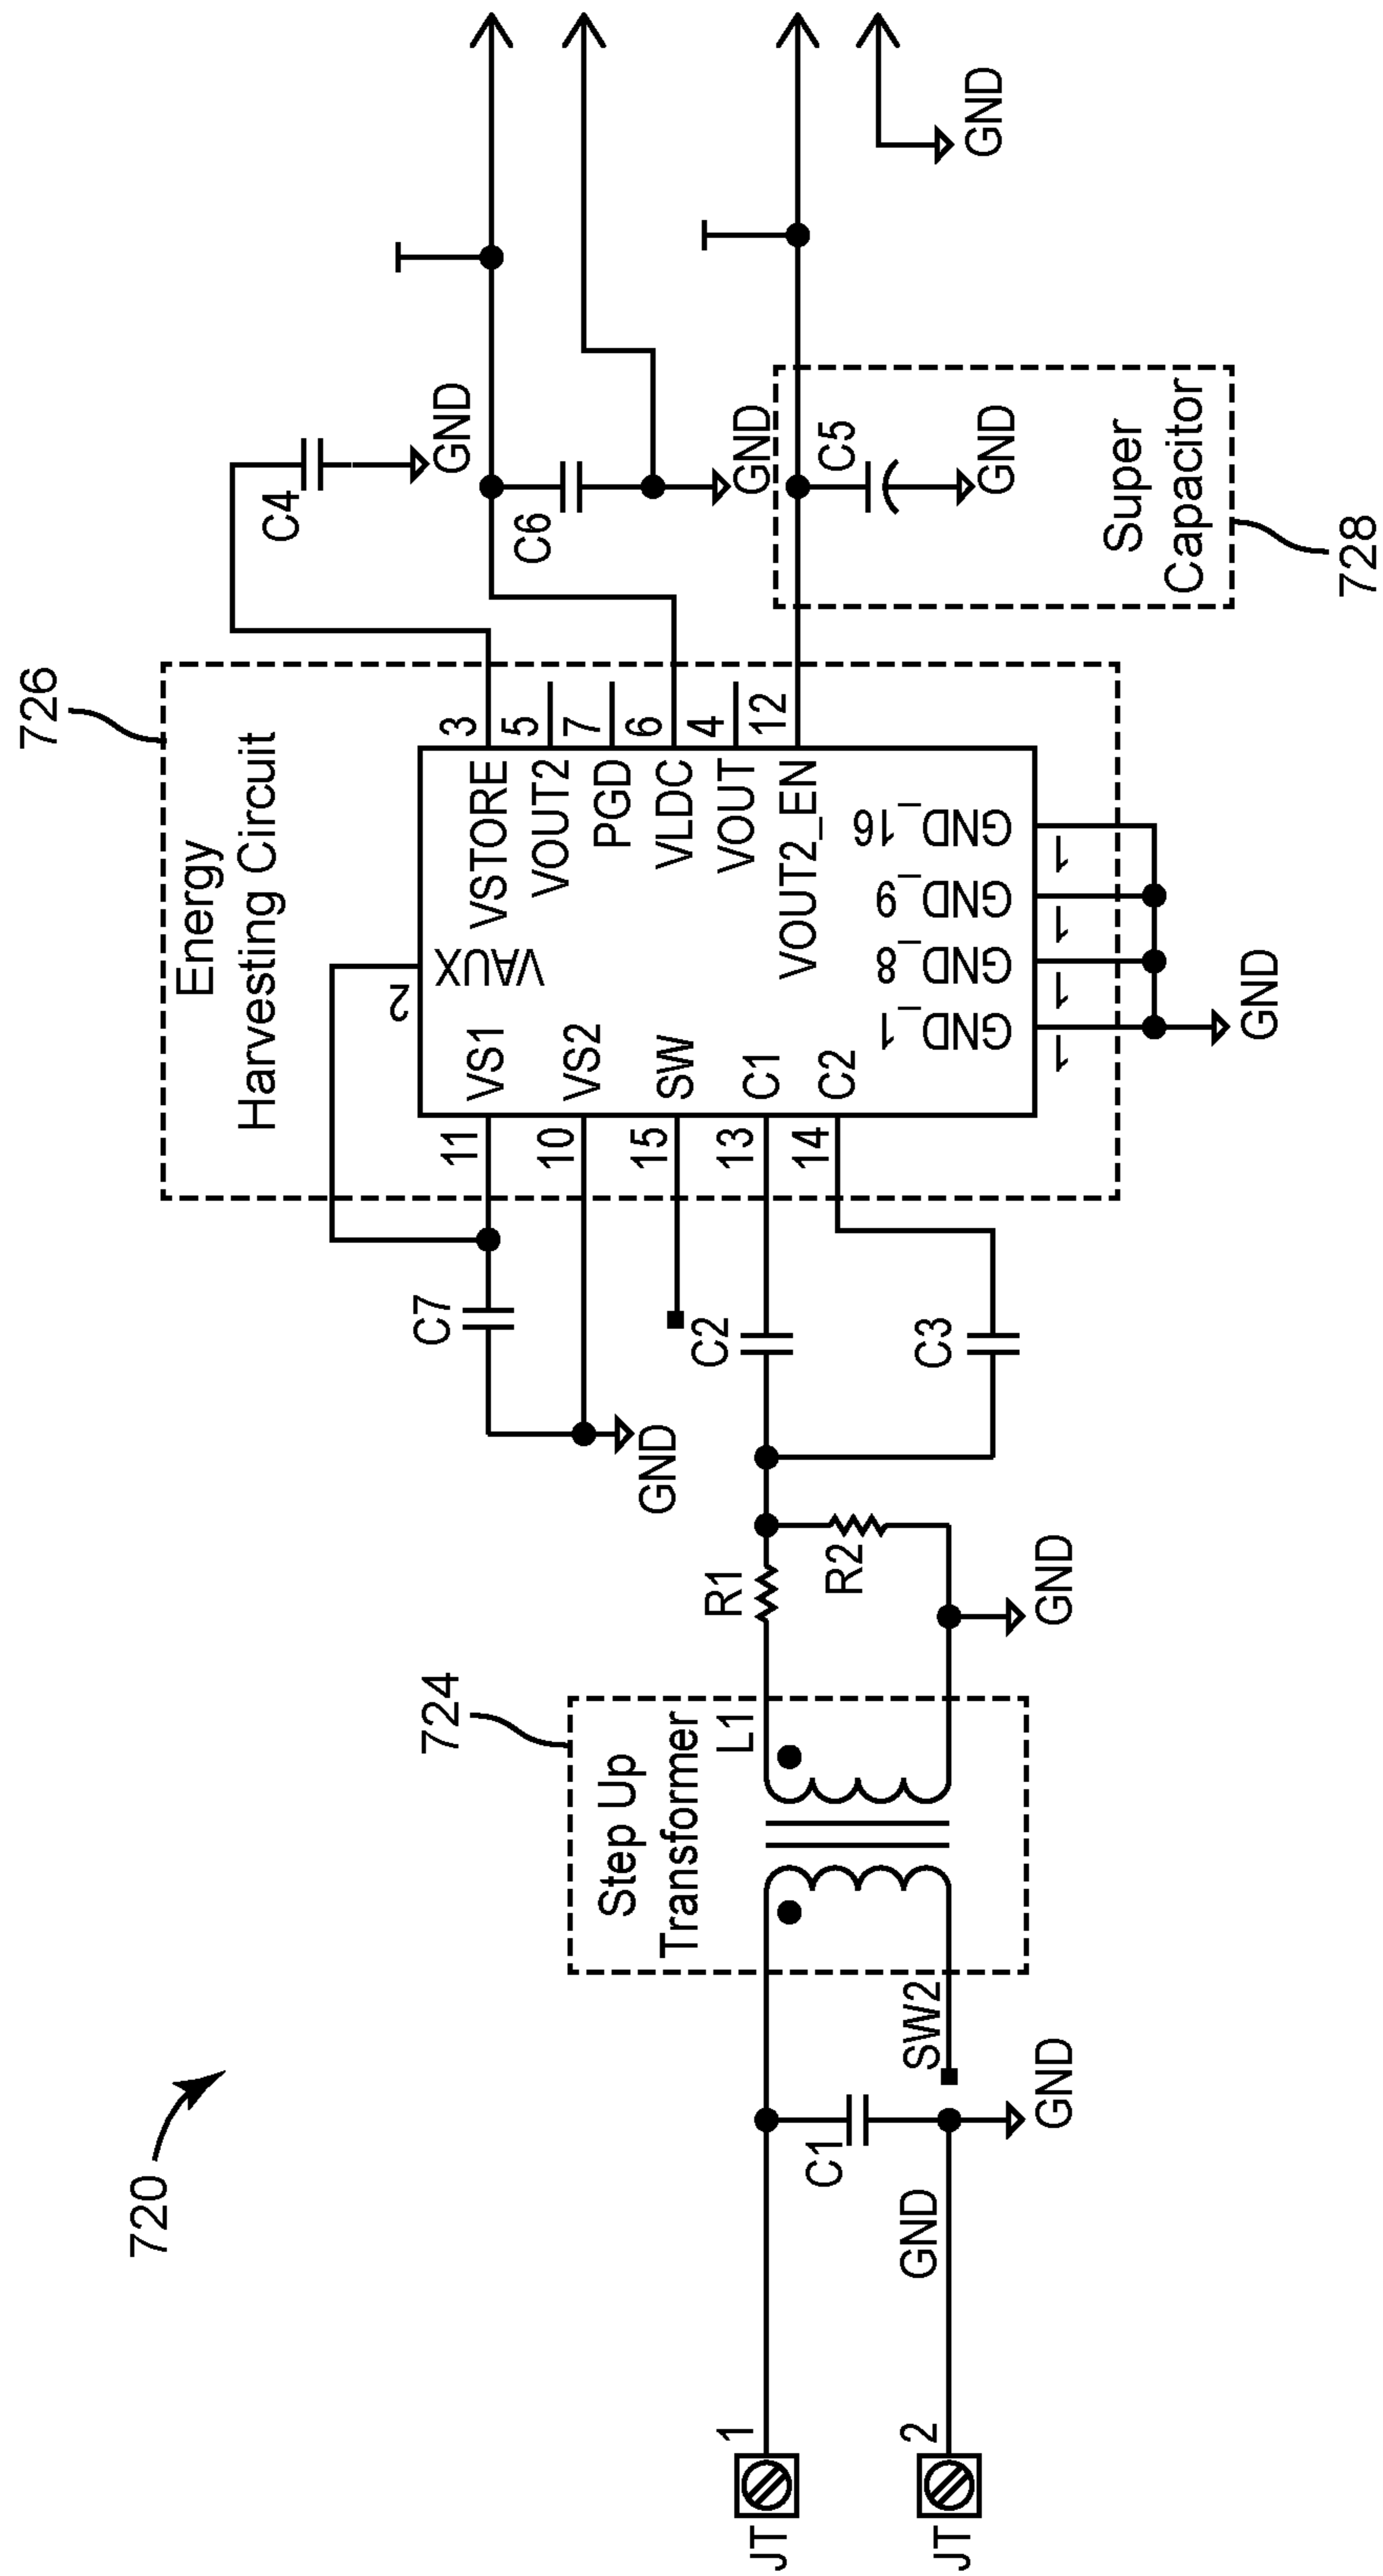 720
JT
1
JT
2
GND
C1
GND
SW2
724
Step Up
Transformer
L1
R1
R2
GND
GND
C7
C2
C3
726
Energy
Harvesting Circuit
11
10
15
13
14
2
VAUX
VS1
VS2
SW
C1
C2
VSTORE
VOUT2
PGD
VLDC
VOUT
VOUT2_EN
3
5
7
6
4
12
GND_1
GND_8
GND_9
GND_16
1
1
1
1
GND
C4
GND
C6
GND
C5
GND
Super
Capacitor
728
GND